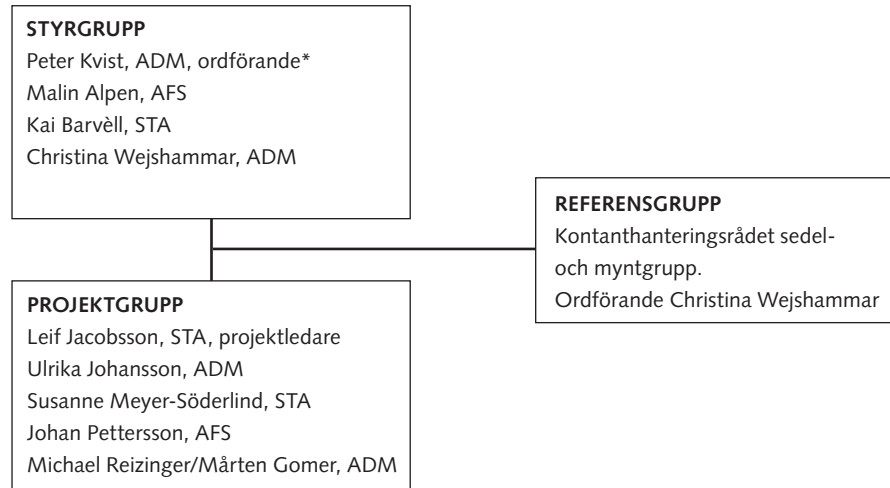 STYRGRUPP
Peter Kvist, ADM, ordförande*
Malin Alpen, AFS
Kai Barvèll, STA
Christina Wejshammar, ADM
REFERENSGRUPP
Kontanthanteringsrådet sedel-
och myntgrupp.
Ordförande Christina Wejshammar
PROJEKTGRUPP
Leif Jacobsson, STA, projektledare
Ulrika Johansson, ADM
Susanne Meyer-Söderlind, STA
Johan Pettersson, AFS
Michael Reizinger/Mårten Gomer, ADM